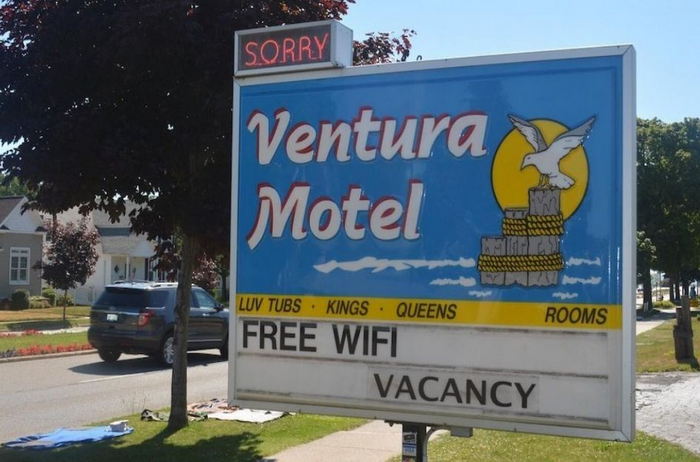 SORRY
Ventura
Motel
LUV TUBS · KINGS · QUEENS ROOMS
FREE WIFI
VACANCY